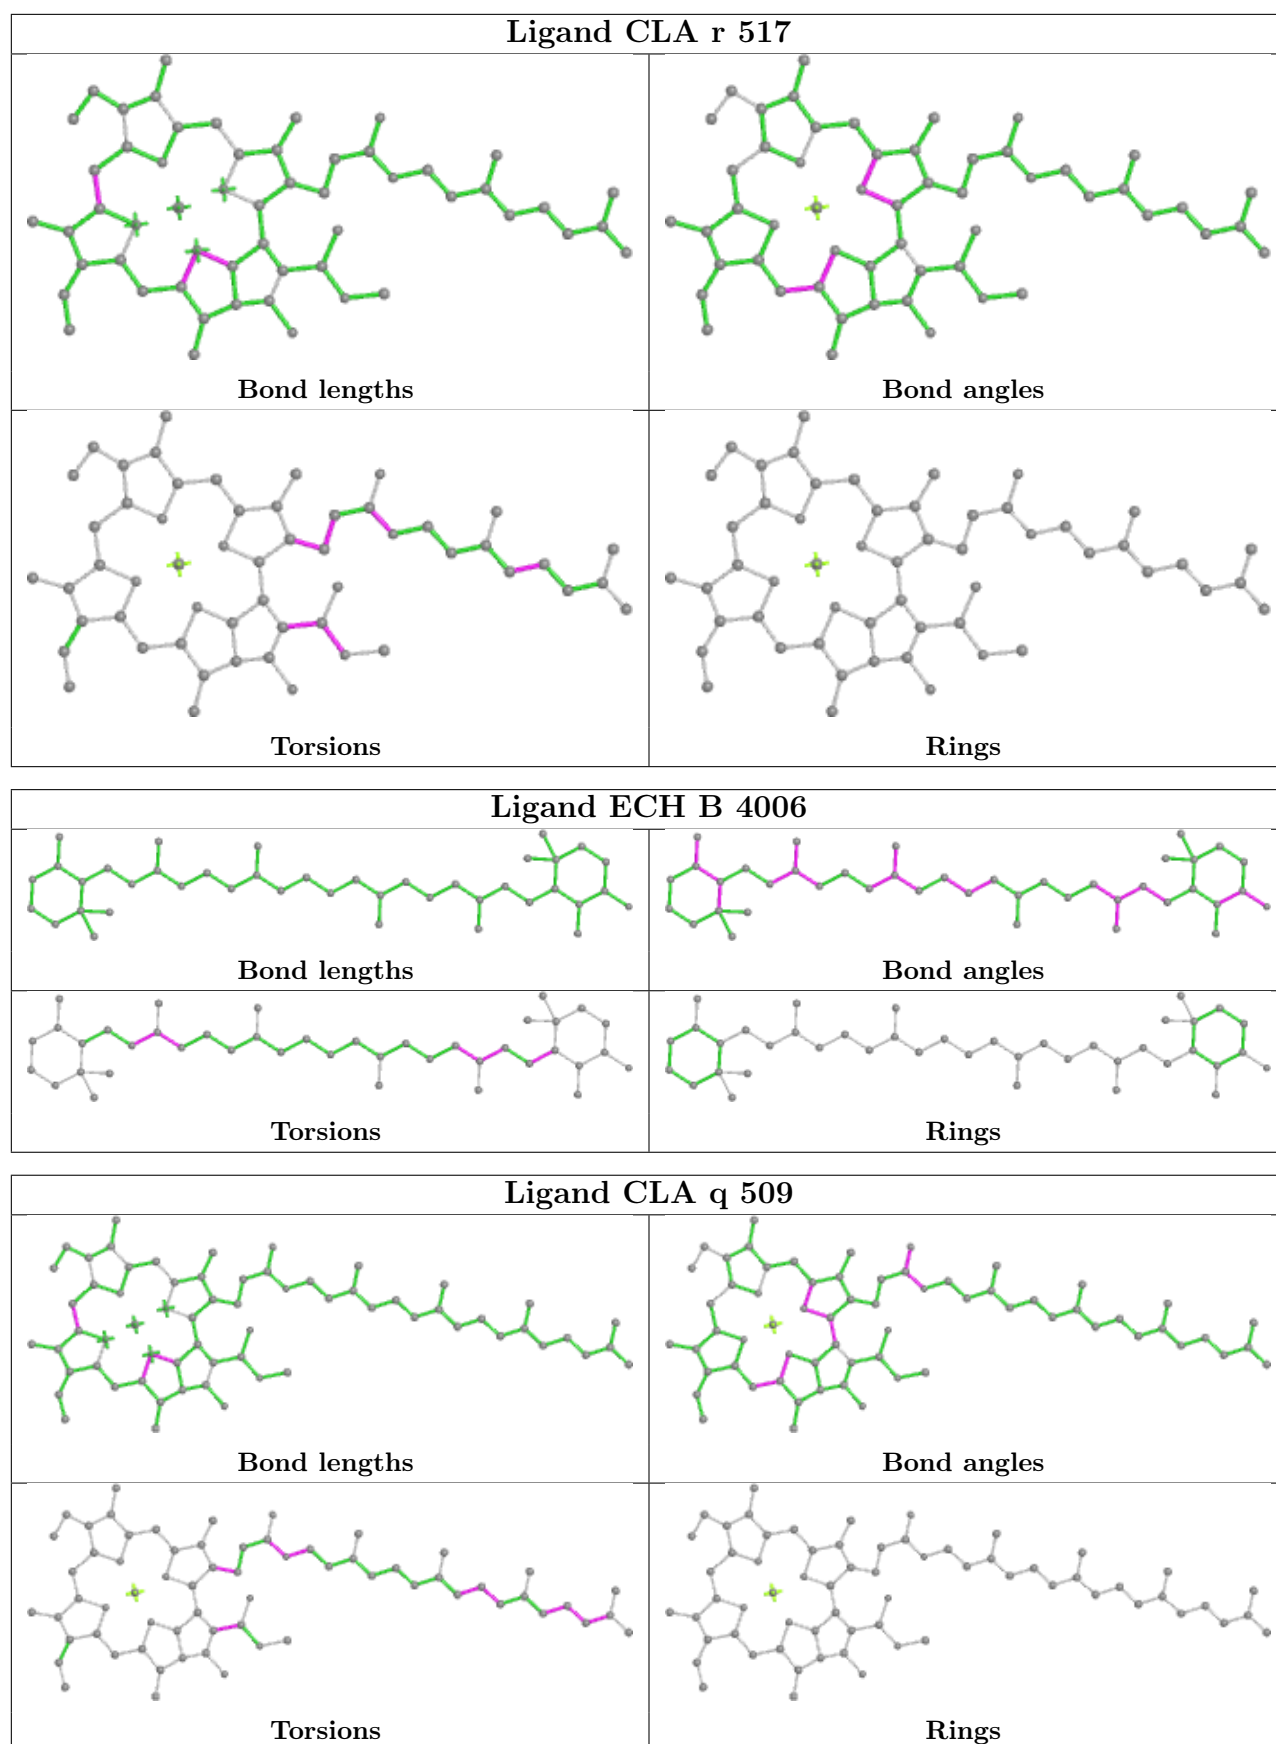 Ligand CLA r 517
Bond lengths
Bond angles
Torsions
Rings
Ligand ECH B 4006
Bond lengths
Bond angles
Torsions
Rings
Ligand CLA q 509
Bond lengths
Bond angles
Torsions
Rings